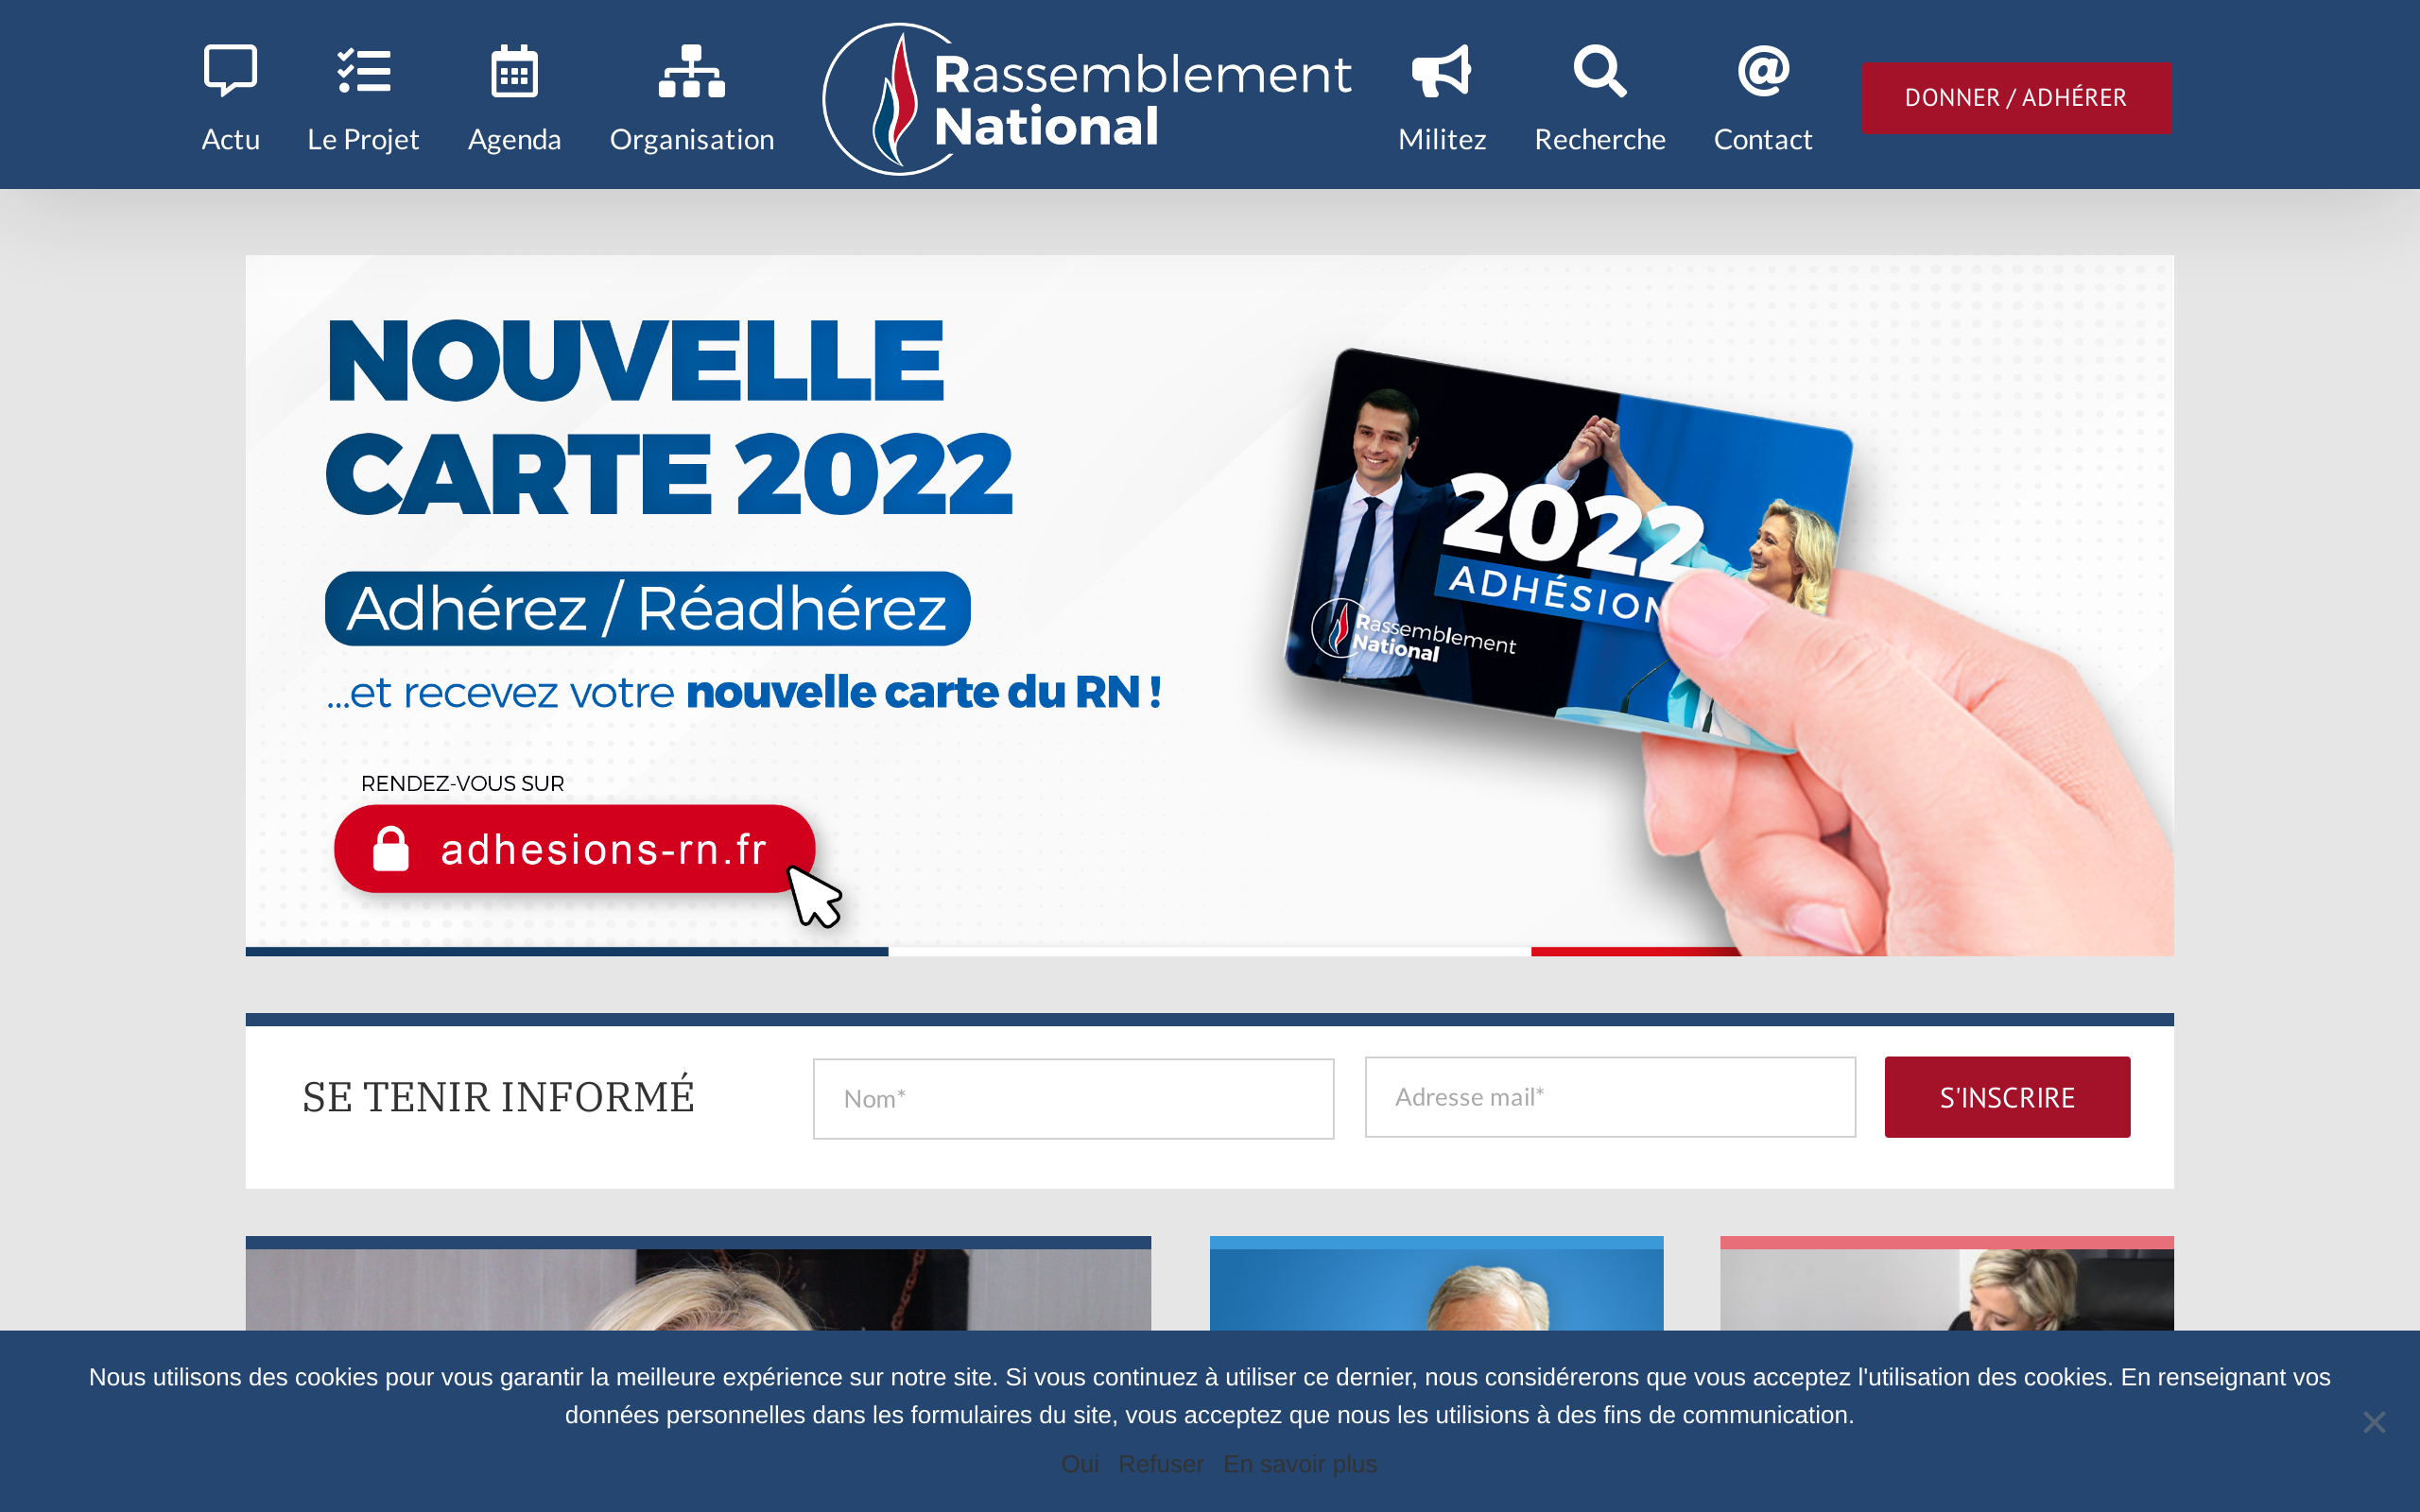 Actu
Le Projet
Agenda
Organisation
Rassemblement
National
Militez
Recherche
Contact
DONNER / ADHÉRER
NOUVELLE
CARTE 2022
Adhérez / Réadhérez
...et recevez votre nouvelle carte du RN !
RENDEZ-VOUS SUR
adhesions-rn.fr
2022
ADHÉSION
Rassemblement
National
SE TENIR INFORMÉ
Nom*
Adresse mail*
S'INSCRIRE
Nous utilisons des cookies pour vous garantir la meilleure expérience sur notre site. Si vous continuez à utiliser ce dernier, nous considérerons que vous acceptez l'utilisation des cookies. En renseignant vos
données personnelles dans les formulaires du site, vous acceptez que nous les utilisions à des fins de communication.
Oui Refuser En savoir plus